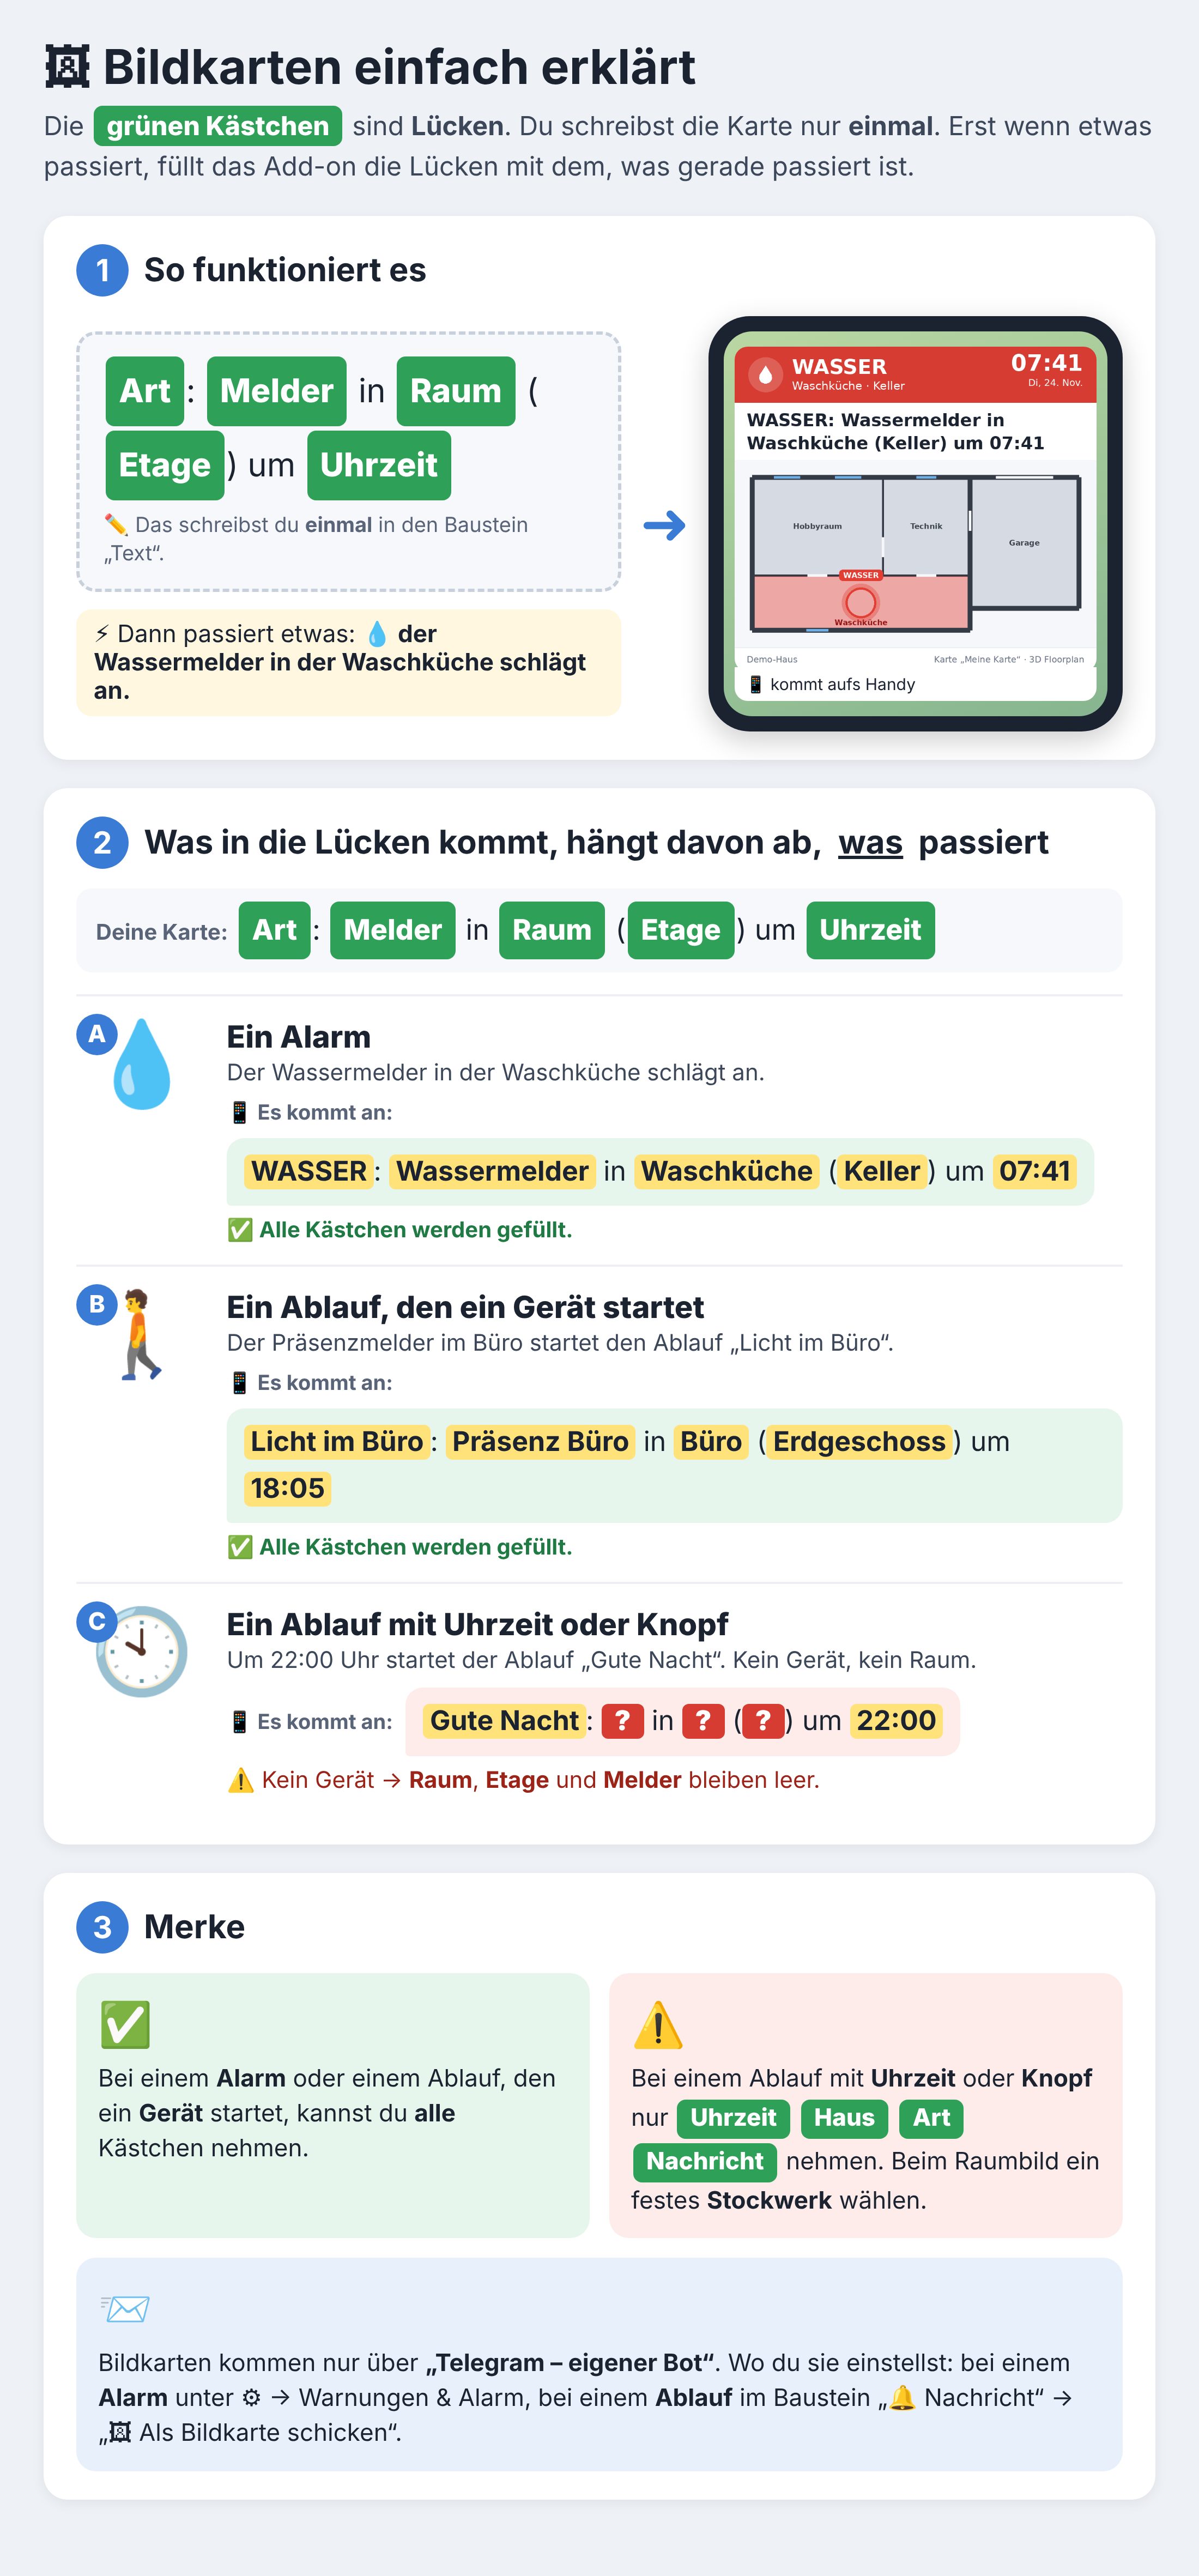 🖼 Bildkarten einfach erklärt
Die grünen Kästchen sind Lücken. Du schreibst die Karte nur einmal. Erst wenn etwas
passiert, füllt das Add-on die Lücken mit dem, was gerade passiert ist.
1 So funktioniert es
Art : Melder in Raum (
Etage ) um Uhrzeit
✏️ Das schreibst du einmal in den Baustein
„Text“.
⚡ Dann passiert etwas: 💧 der
Wassermelder in der Waschküche schlägt
an.
➜
WASSER
Waschküche · Keller
07:41
Di, 24. Nov.
WASSER: Wassermelder in
Waschküche (Keller) um 07:41
Hobbyraum
Technik
Garage
WASSER
Waschküche
Demo-Haus
Karte „Meine Karte“ · 3D Floorplan
📱 kommt aufs Handy
2 Was in die Lücken kommt, hängt davon ab, was passiert
Deine Karte: Art : Melder in Raum ( Etage ) um Uhrzeit
A
Ein Alarm
Der Wassermelder in der Waschküche schlägt an.
📱 Es kommt an:
WASSER: Wassermelder in Waschküche (Keller) um 07:41
✅ Alle Kästchen werden gefüllt.
B
Ein Ablauf, den ein Gerät startet
Der Präsenzmelder im Büro startet den Ablauf „Licht im Büro“.
📱 Es kommt an:
Licht im Büro: Präsenz Büro in Büro (Erdgeschoss) um
18:05
✅ Alle Kästchen werden gefüllt.
C
Ein Ablauf mit Uhrzeit oder Knopf
Um 22:00 Uhr startet der Ablauf „Gute Nacht“. Kein Gerät, kein Raum.
📱 Es kommt an: Gute Nacht: ? in ? (?) um 22:00
⚠️ Kein Gerät → Raum, Etage und Melder bleiben leer.
3 Merke
✅
Bei einem Alarm oder einem Ablauf, den
ein Gerät startet, kannst du alle
Kästchen nehmen.
⚠️
Bei einem Ablauf mit Uhrzeit oder Knopf
nur Uhrzeit Haus Art
Nachricht nehmen. Beim Raumbild ein
festes Stockwerk wählen.
📨
Bildkarten kommen nur über „Telegram – eigener Bot“. Wo du sie einstellst: bei einem
Alarm unter ⚙ → Warnungen & Alarm, bei einem Ablauf im Baustein „🔔 Nachricht“ →
„🖼 Als Bildkarte schicken“.